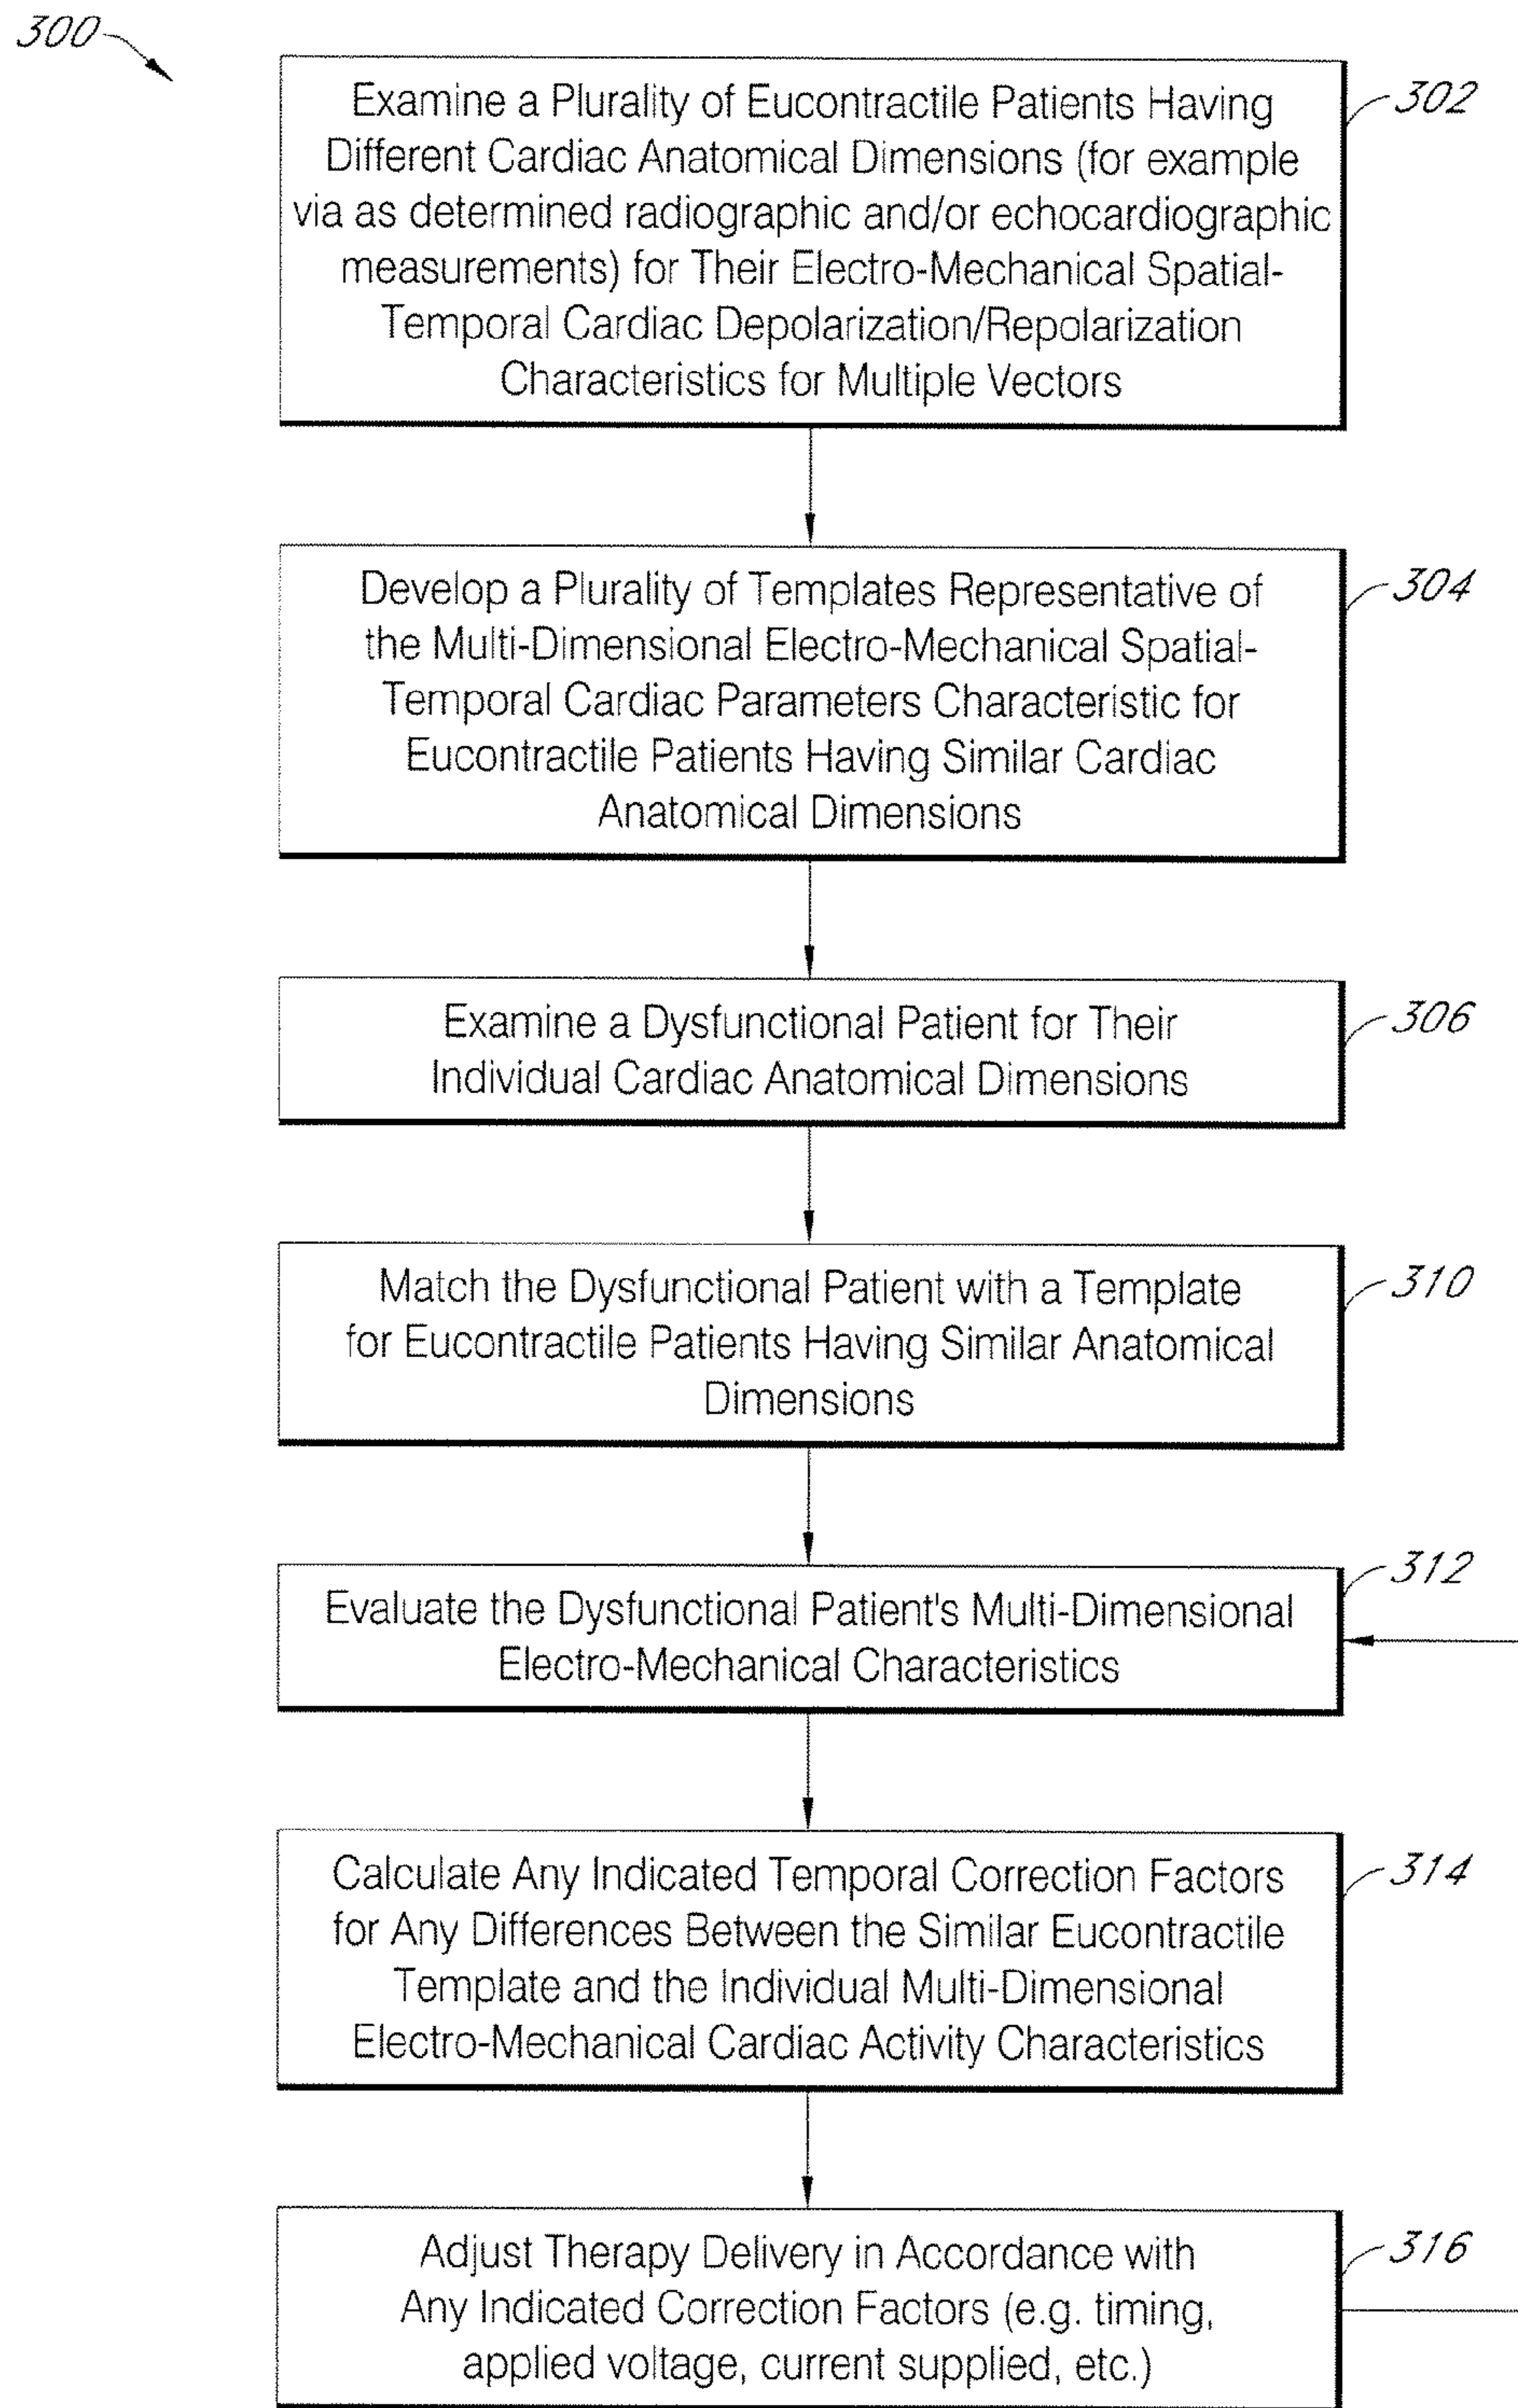 300
Examine a Plurality of Eucontractile Patients Having
302
Different Cardiac Anatomical Dimensions (for example
via as determined radiographic and/or echocardiographic
measurements) for Their Electro-Mechanical Spatial-
Temporal Cardiac Depolarization/Repolarization
Characteristics for Multiple Vectors
Develop a Plurality of Templates Representative of
304
the Multi-Dimensional Electro-Mechanical Spatial-
Temporal Cardiac Parameters Characteristic for
Eucontractile Patients Having Similar Cardiac
Anatomical Dimensions
Examine a Dysfunctional Patient for Their
306
Individual Cardiac Anatomical Dimensions
Match the Dysfunctional Patient with a Template
310
for Eucontractile Patients Having Similar Anatomical
Dimensions
312
Evaluate the Dysfunctional Patient's Multi-Dimensional
Electro-Mechanical Characteristics
Calculate Any Indicated Temporal Correction Factors
314
for Any Differences Between the Similar Eucontractile
Template and the Individual Multi-Dimensional
Electro-Mechanical Cardiac Activity Characteristics
Adjust Therapy Delivery in Accordance with
316
Any Indicated Correction Factors (e.g. timing,
applied voltage, current supplied, etc.)